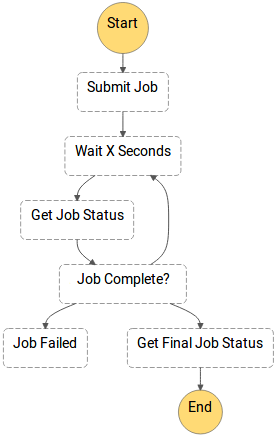 Start
Submit Job
Wait X Seconds
Get Job Status
Job Complete?
Job Failed
Get Final Job Status
End